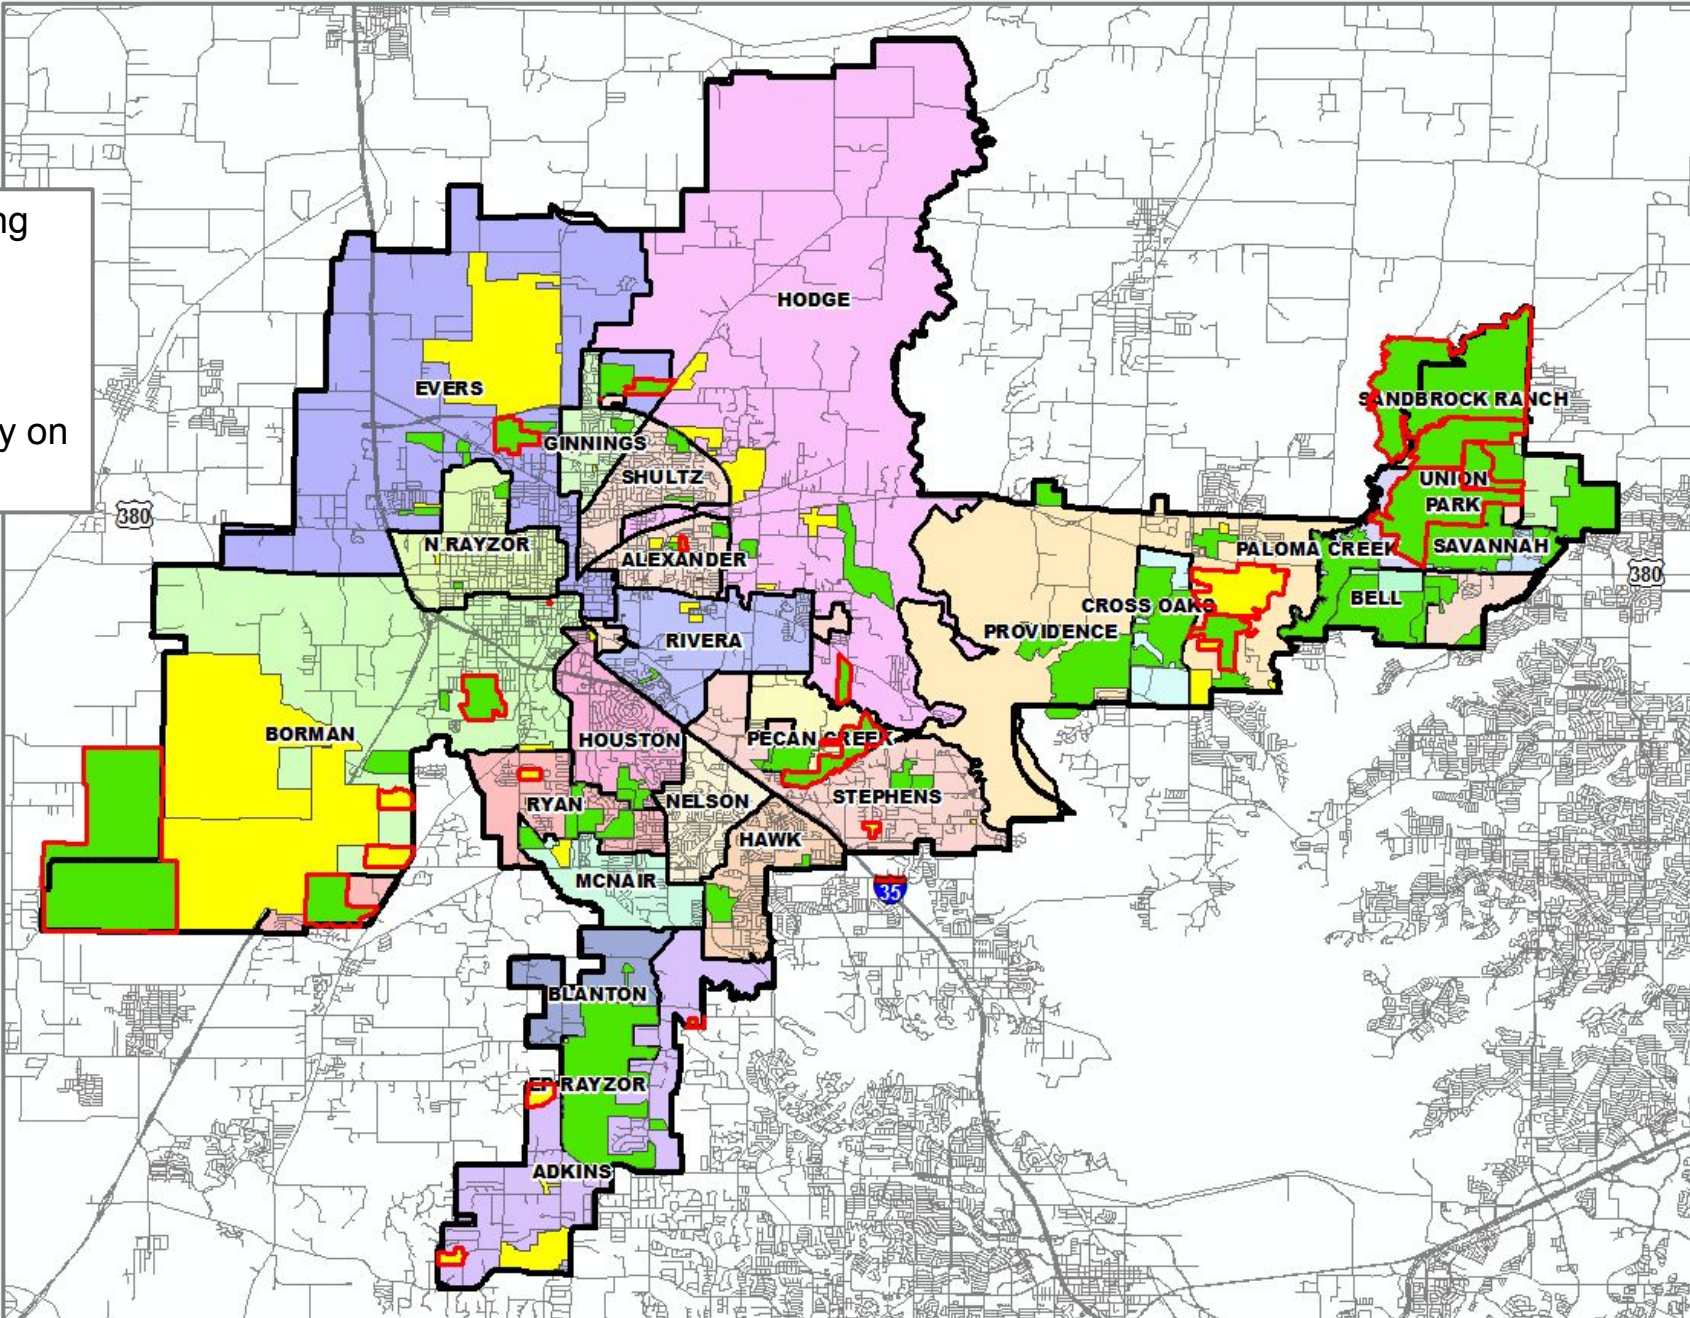 ng
y on
HODGE
EVERS
SANDBROCK RANCH
GINNINGS
SHULTZ
UNION
PARK
380
N RAYZOR
ALEXANDER
PALOMA CREEK
SAVANNAH
380
BELL
CROSS OAKS
PROVIDENCE
RIVERA
BORMAN
HOUSTON
PECAN CREEK
RYAN
NELSON
STEPHENS
HAWK
MCNAIR
35
BLANTON
EP RAYZOR
ADKINS